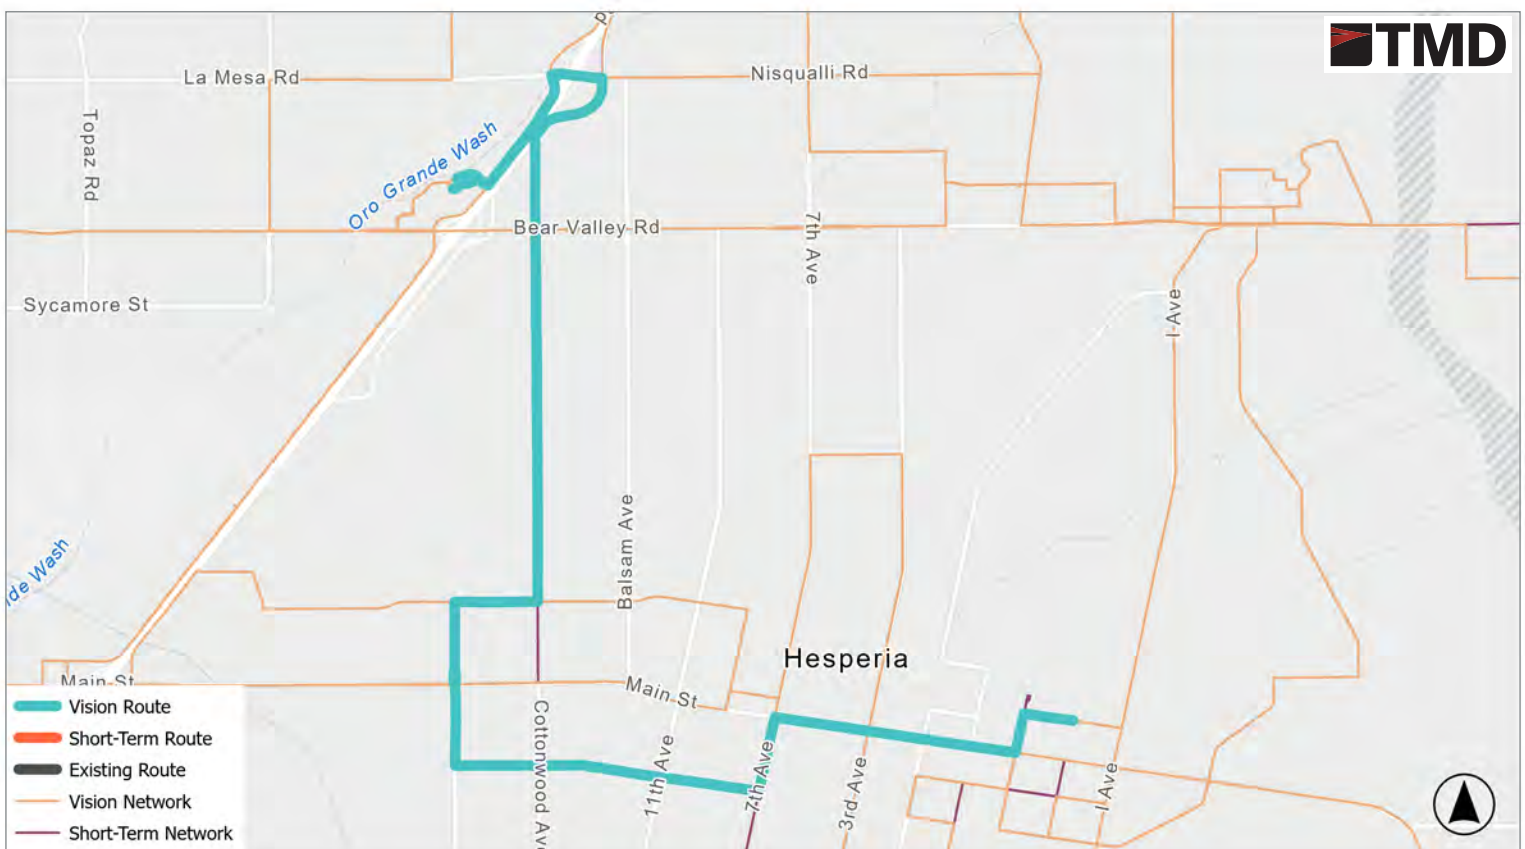 TMD
La Mesa Rd
Nisqualli Rd
Topaz Rd
Oro Grande Wash
Bear Valley Rd
7th Ave
Sycamore St
I Ave
Balsam Ave
de Wash
Hesperia
Main St
Main St
Cottonwood Ave
11th Ave
7th Ave
3rd Ave
I Ave
Vision Route
Short-Term Route
Existing Route
Vision Network
Short-Term Network